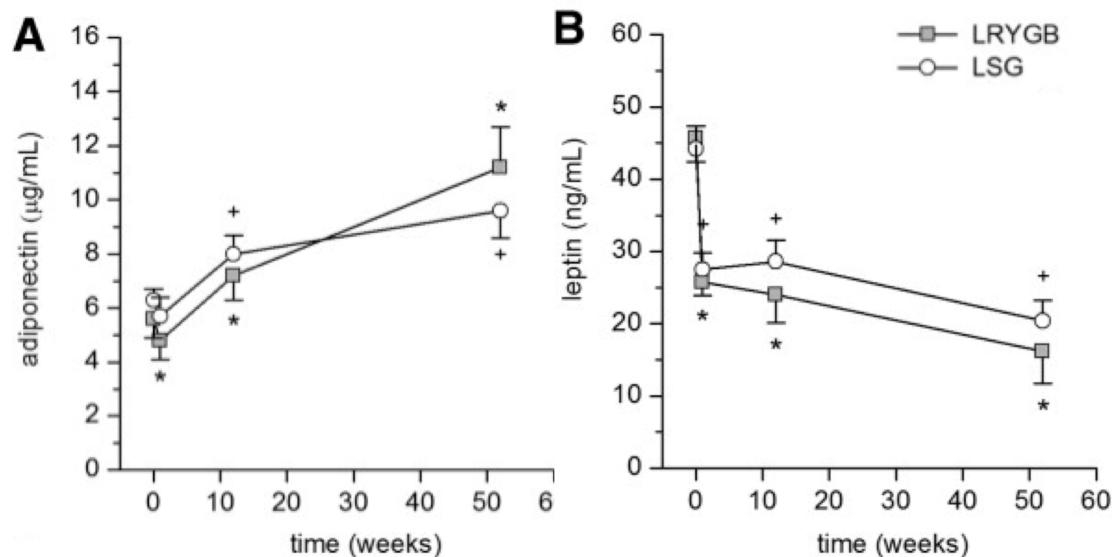 A
adiponectin (µg/mL)
16
14
12
10
8
6
4
2
0
*
+
+
*
*
0 10 20 30 40 50 6
time (weeks)
B
leptin (ng/mL)
60
50
40
30
20
10
0
LRYGB
LSG
+
+
+
*
*
*
0 10 20 30 40 50 60
time (weeks)